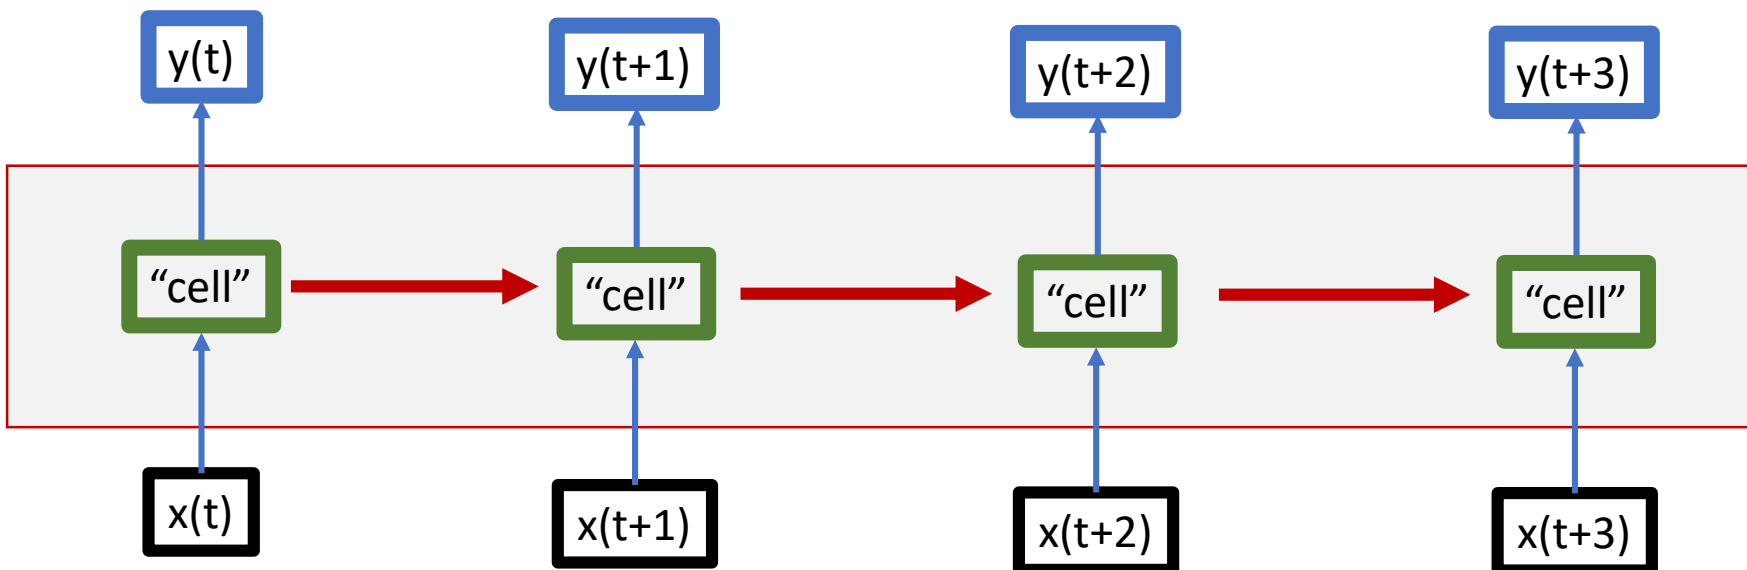 y(t)
y(t+1)
y(t+2)
y(t+3)
“cell”
“cell”
“cell”
“cell”
x(t)
x(t+1)
x(t+2)
x(t+3)